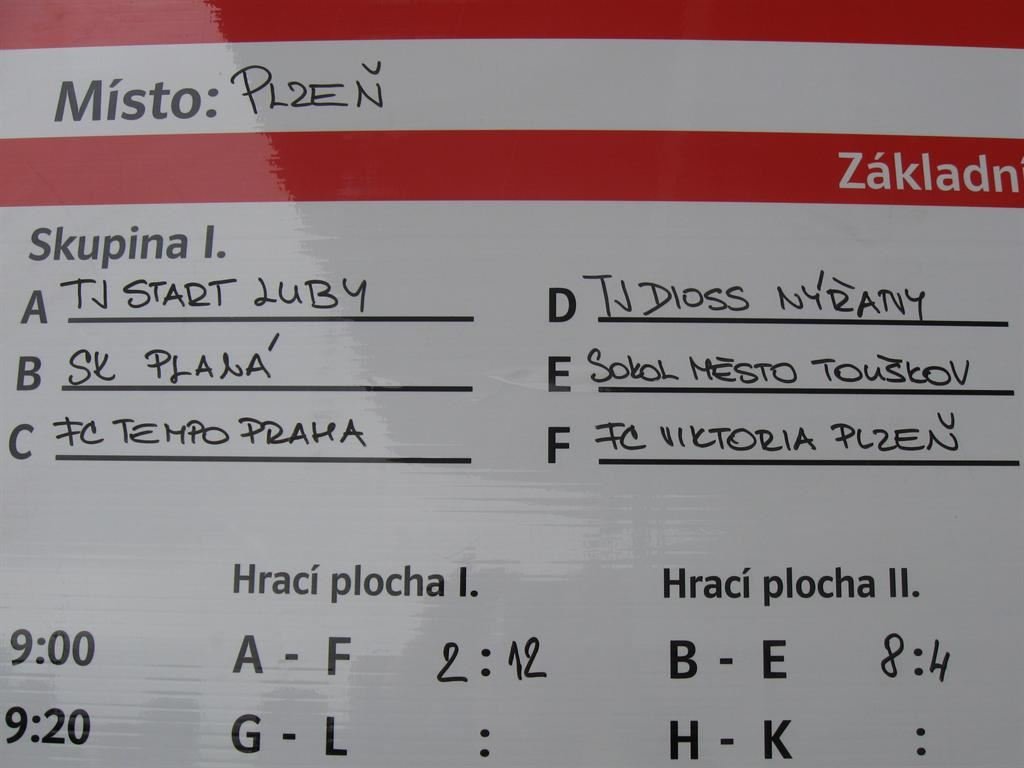 Místo: PLZEŇ
Základní
Skupina I.
A TJ START LUBY
D TJ DIOSS NÝŘANY
B SK PLANÁ
E SOKOL MĚSTO TOUŠKOV
C FC TEMPO PRAHA
F FC VIKTORIA PLZEŇ
Hrací plocha I.
Hrací plocha II.
9:00 A - F 2:12 B - E 8:4
9:20 G - L : H - K :